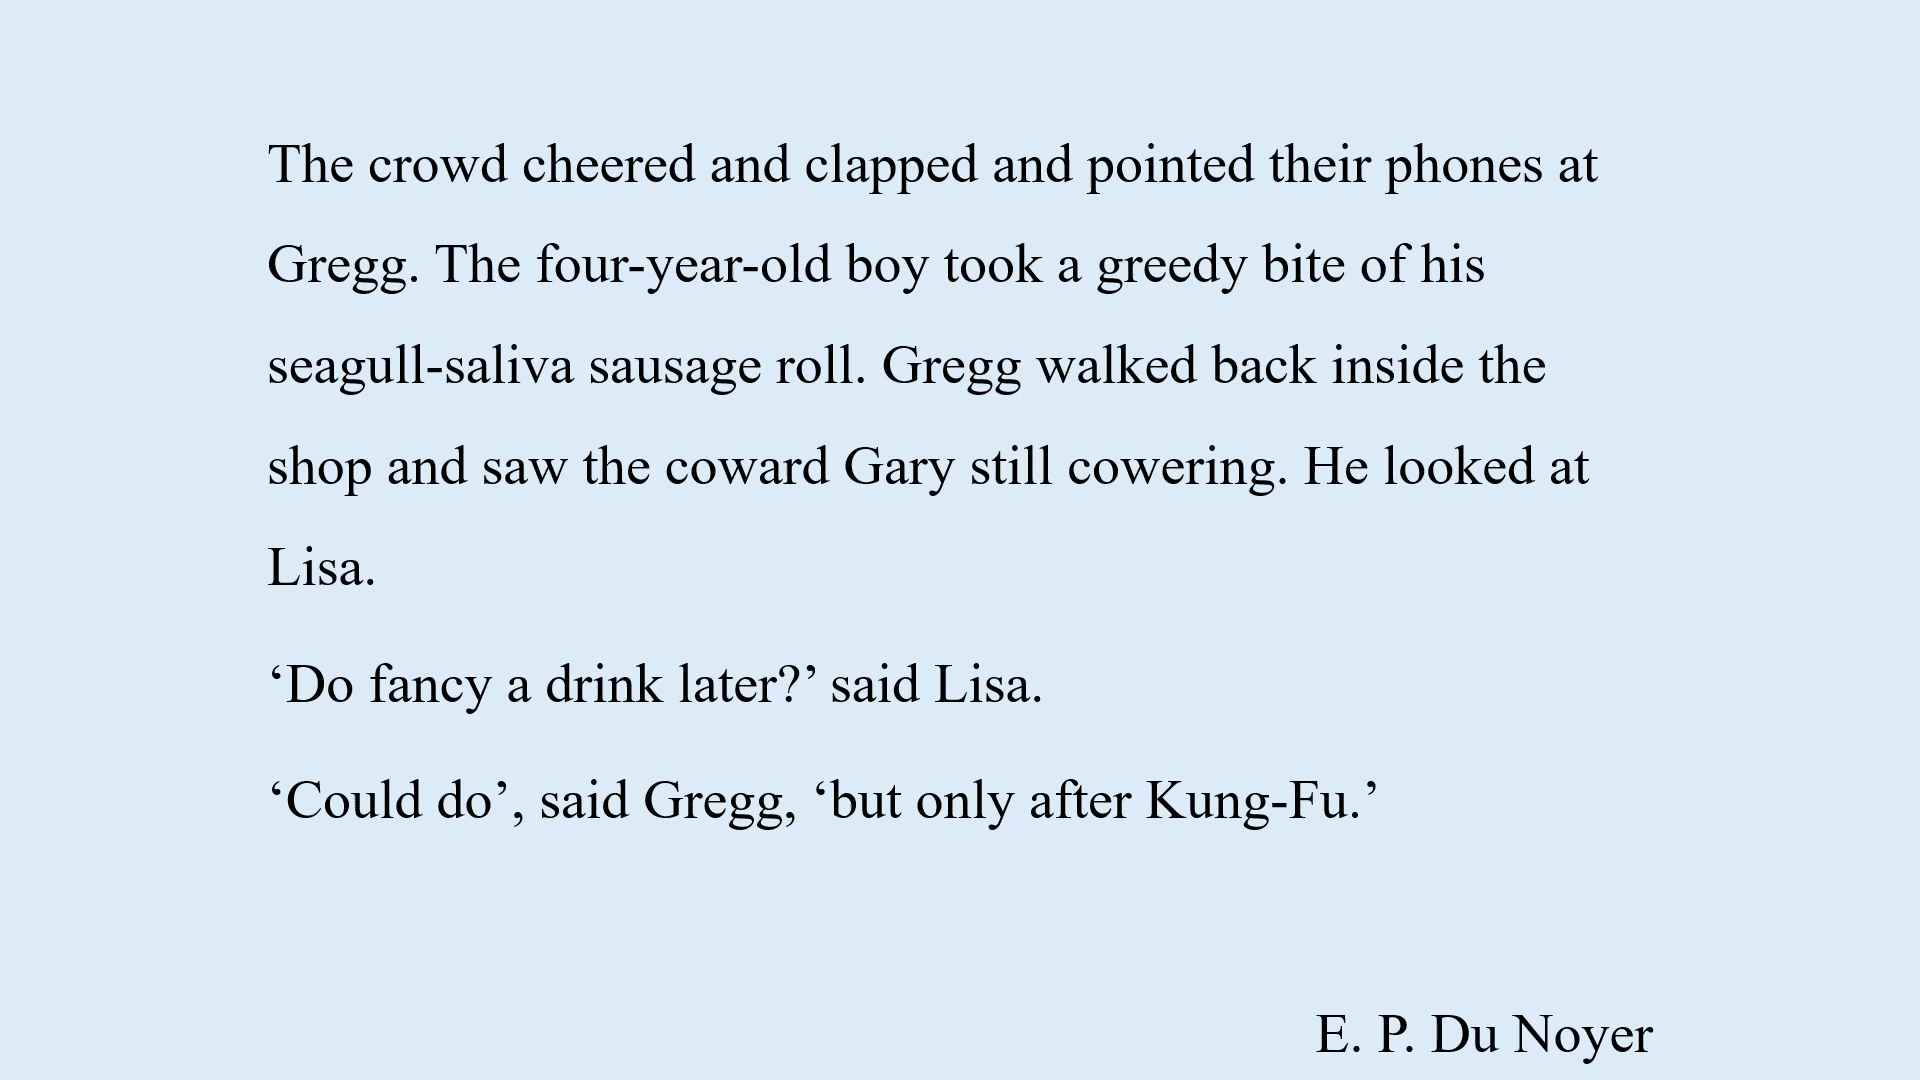 The crowd cheered and clapped and pointed their phones at
Gregg. The four-year-old boy took a greedy bite of his
seagull-saliva sausage roll. Gregg walked back inside the
shop and saw the coward Gary still cowering. He looked at
Lisa.
‘Do fancy a drink later?’ said Lisa.
‘Could do’, said Gregg, ‘but only after Kung-Fu.’
E. P. Du Noyer